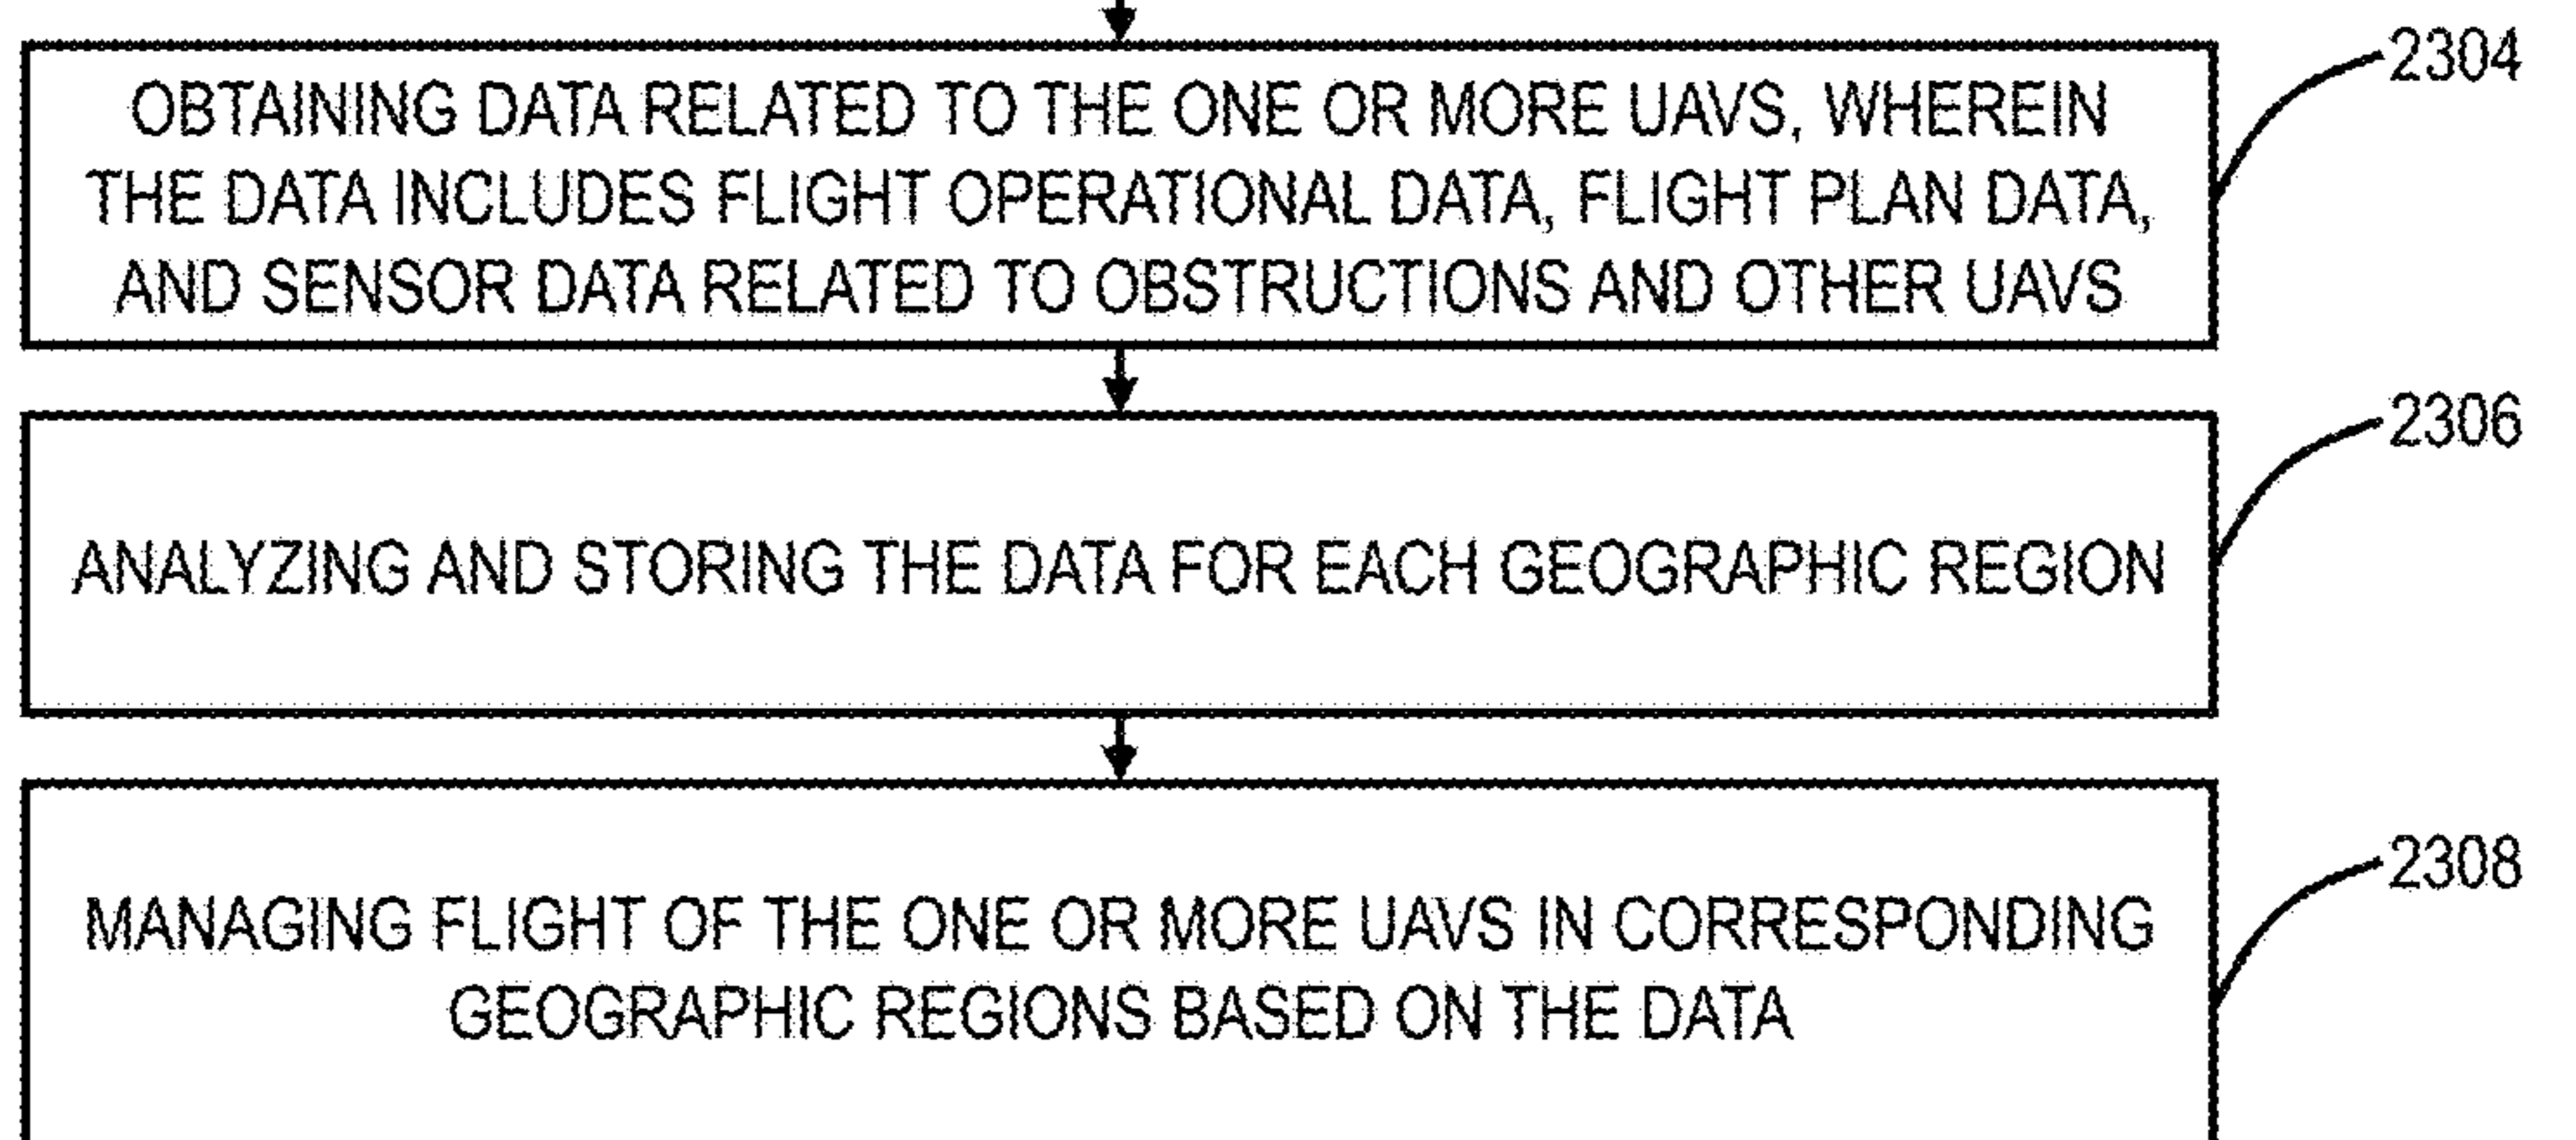 2304
OBTAINING DATA RELATED TO THE ONE OR MORE UAVS, WHEREIN
THE DATA INCLUDES FLIGHT OPERATIONAL DATA, FLIGHT PLAN DATA,
AND SENSOR DATA RELATED TO OBSTRUCTIONS AND OTHER UAVS
2306
ANALYZING AND STORING THE DATA FOR EACH GEOGRAPHIC REGION
2308
MANAGING FLIGHT OF THE ONE OR MORE UAVS IN CORRESPONDING
GEOGRAPHIC REGIONS BASED ON THE DATA